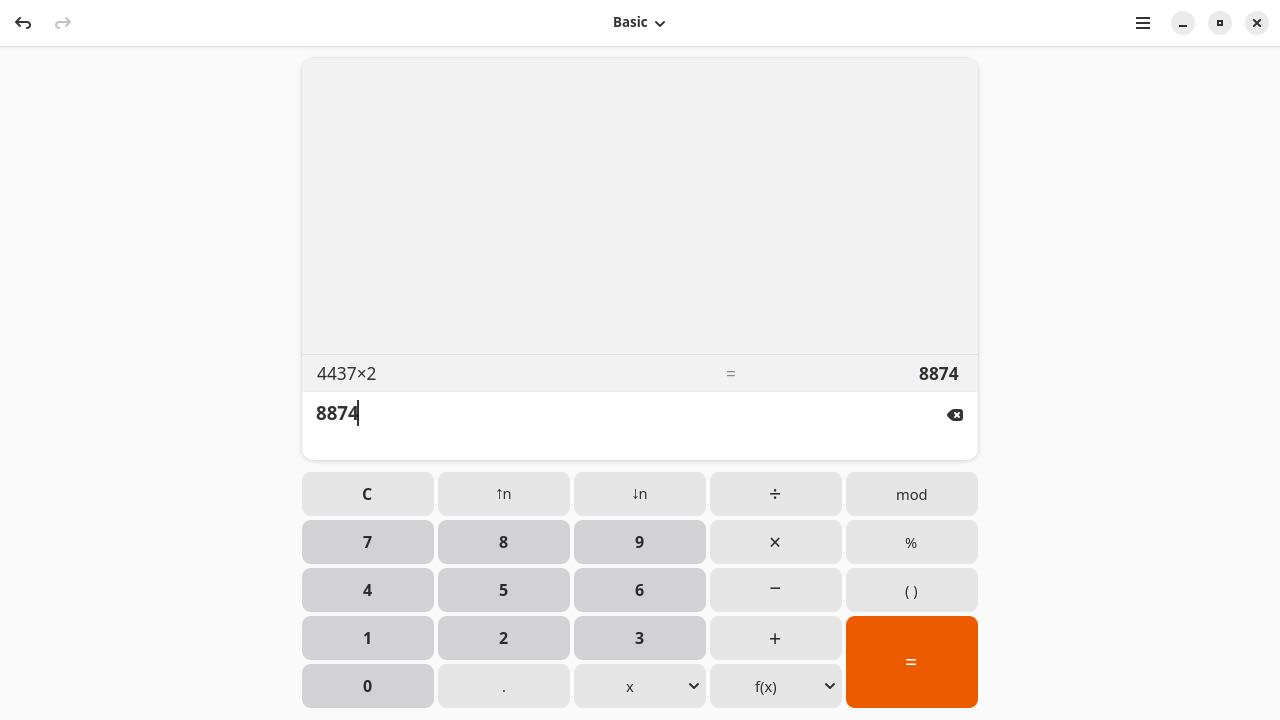 Basic
4437×2 = 8874
8874
C ↑n ↓n ÷ mod
7 8 9 × %
4 5 6 − ( )
1 2 3 +
=
0 . x f(x)